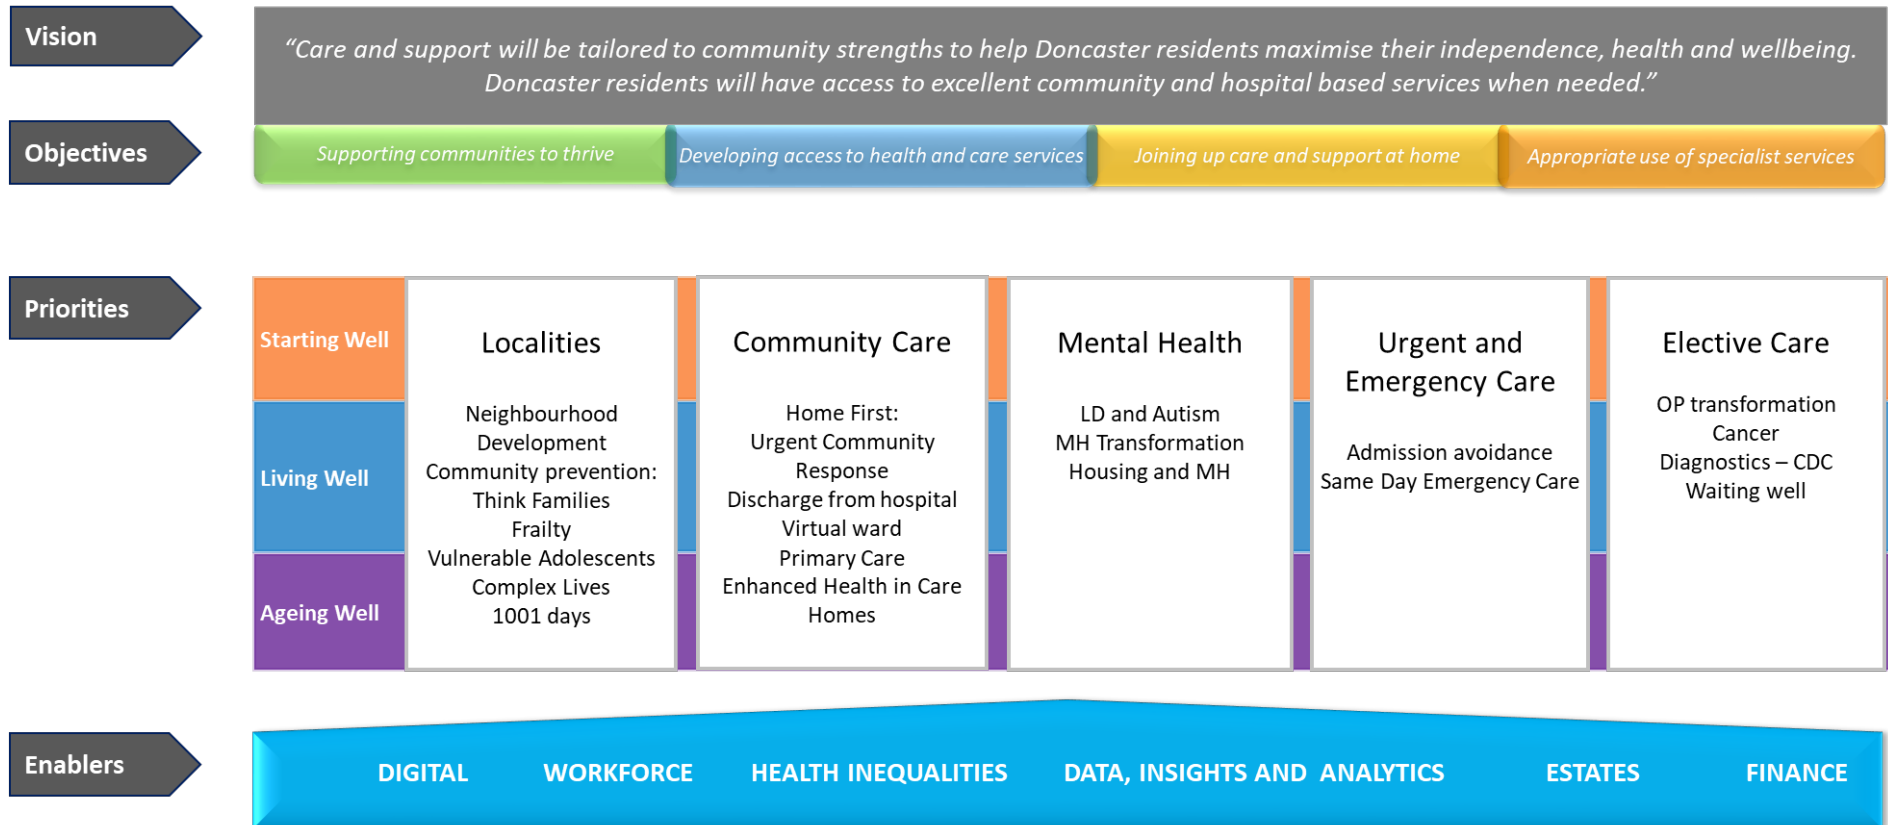 Vision
“Care and support will be tailored to community strengths to help Doncaster residents maximise their independence, health and wellbeing.
Doncaster residents will have access to excellent community and hospital based services when needed.”
Objectives
Supporting communities to thrive
Developing access to health and care services
Joining up care and support at home
Appropriate use of specialist services
Priorities
Starting Well
Living Well
Ageing Well
Localities
Neighbourhood
Development
Community prevention:
Think Families
Frailty
Vulnerable Adolescents
Complex Lives
1001 days
Community Care
Home First:
Urgent Community
Response
Discharge from hospital
Virtual ward
Primary Care
Enhanced Health in Care
Homes
Mental Health
LD and Autism
MH Transformation
Housing and MH
Urgent and
Emergency Care
Admission avoidance
Same Day Emergency Care
Elective Care
OP transformation
Cancer
Diagnostics – CDC
Waiting well
Enablers
DIGITAL
WORKFORCE
HEALTH INEQUALITIES
DATA, INSIGHTS AND ANALYTICS
ESTATES
FINANCE